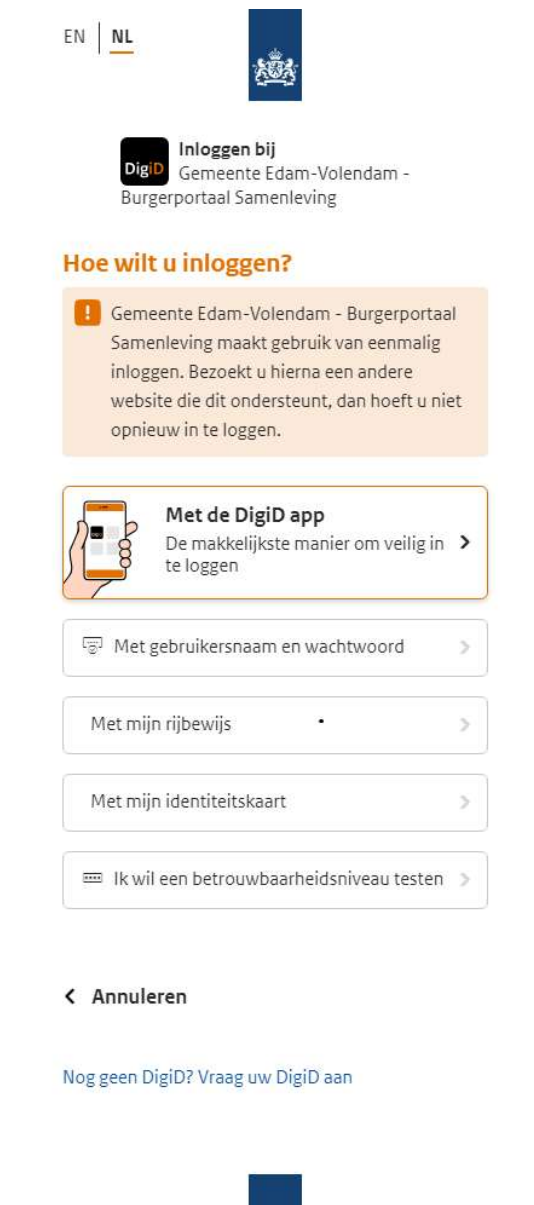 EN | NL
DigiD
Inloggen bij
Gemeente Edam-Volendam -
Burgerportaal Samenleving
Hoe wilt u inloggen?
! Gemeente Edam-Volendam - Burgerportaal
Samenleving maakt gebruik van eenmalig
inloggen. Bezoekt u hierna een andere
website die dit ondersteunt, dan hoeft u niet
opnieuw in te loggen.
Met de DigiD app
De makkelijkste manier om veilig in
te loggen
Met gebruikersnaam en wachtwoord
Met mijn rijbewijs
Met mijn identiteitskaart
Ik wil een betrouwbaarheidsniveau testen
Annuleren
Nog geen DigiD? Vraag uw DigiD aan